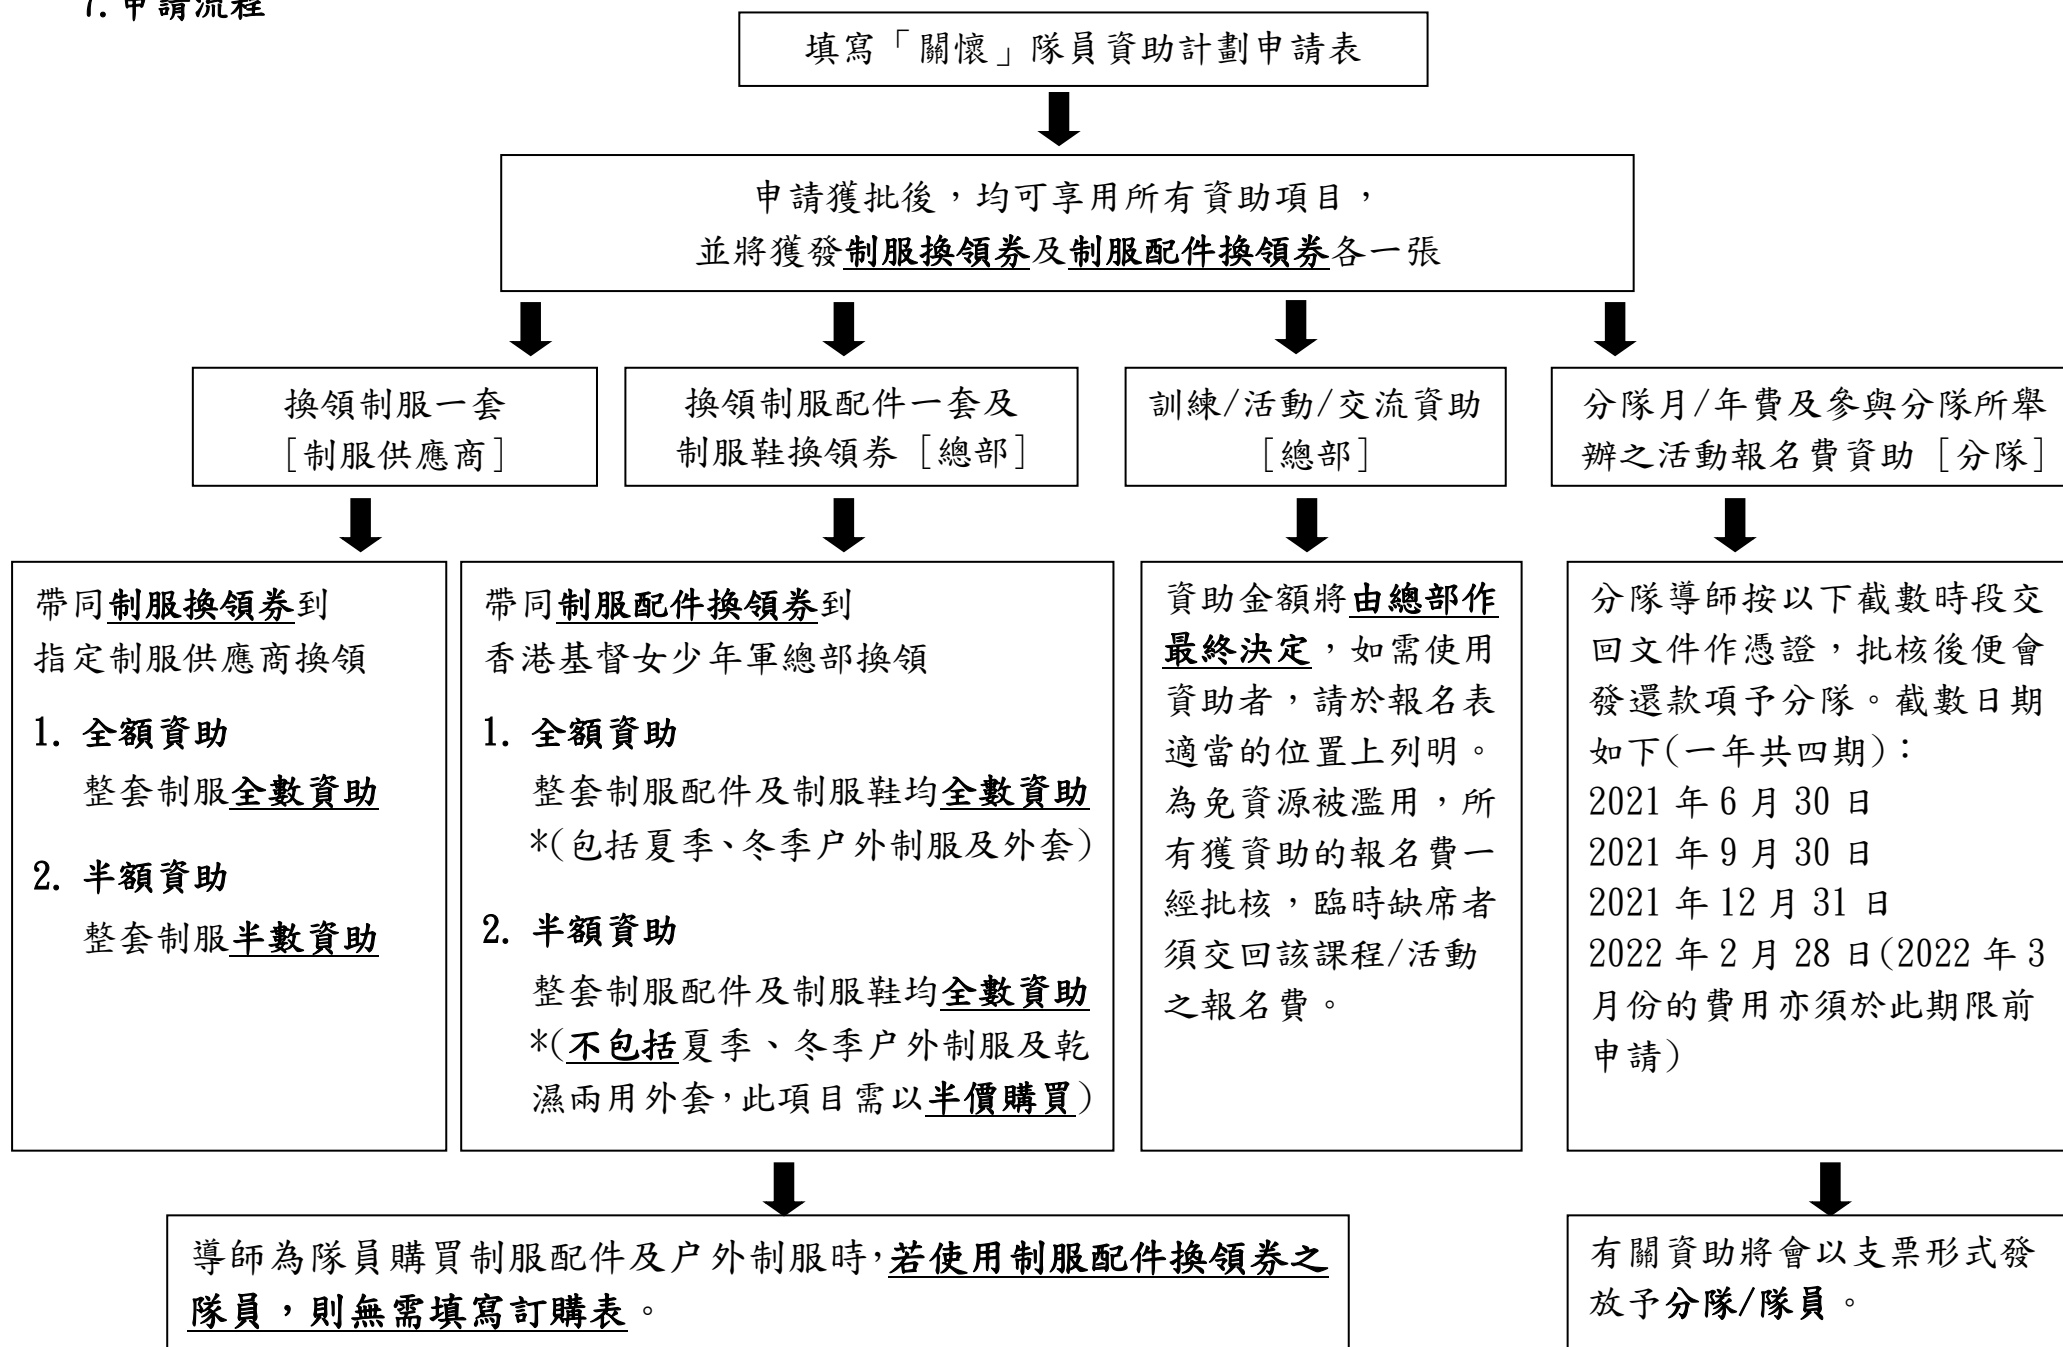 7.申請流程
填寫「關懷」隊員資助計劃申請表
申請獲批後，均可享用所有資助項目，
並將獲發制服換領券及制服配件換領券各一張
換領制服一套
[制服供應商]
換領制服配件一套及
制服鞋換領券 [總部]
訓練/活動/交流資助
[總部]
分隊月/年費及參與分隊所舉
辦之活動報名費資助 [分隊]
帶同制服換領券到
指定制服供應商換領
1. 全額資助
整套制服全數資助
2. 半額資助
整套制服半數資助
帶同制服配件換領券到
香港基督女少年軍總部換領
1. 全額資助
整套制服配件及制服鞋均全數資助
*(包括夏季、冬季户外制服及外套)
2. 半額資助
整套制服配件及制服鞋均全數資助
*(不包括夏季、冬季户外制服及乾
濕兩用外套,此項目需以半價購買)
資助金額將由總部作
最終決定，如需使用
資助者，請於報名表
適當的位置上列明。
為免資源被濫用，所
有獲資助的報名費一
經批核，臨時缺席者
須交回該課程/活動
之報名費。
分隊導師按以下截數時段交
回文件作憑證，批核後便會
發還款項予分隊。截數日期
如下(一年共四期)：
2021 年 6 月 30 日
2021 年 9 月 30 日
2021 年 12 月 31 日
2022 年 2 月 28 日(2022 年 3
月份的費用亦須於此期限前
申請)
導師為隊員購買制服配件及户外制服時,若使用制服配件換領券之
隊員，則無需填寫訂購表。
有關資助將會以支票形式發
放予分隊/隊員。